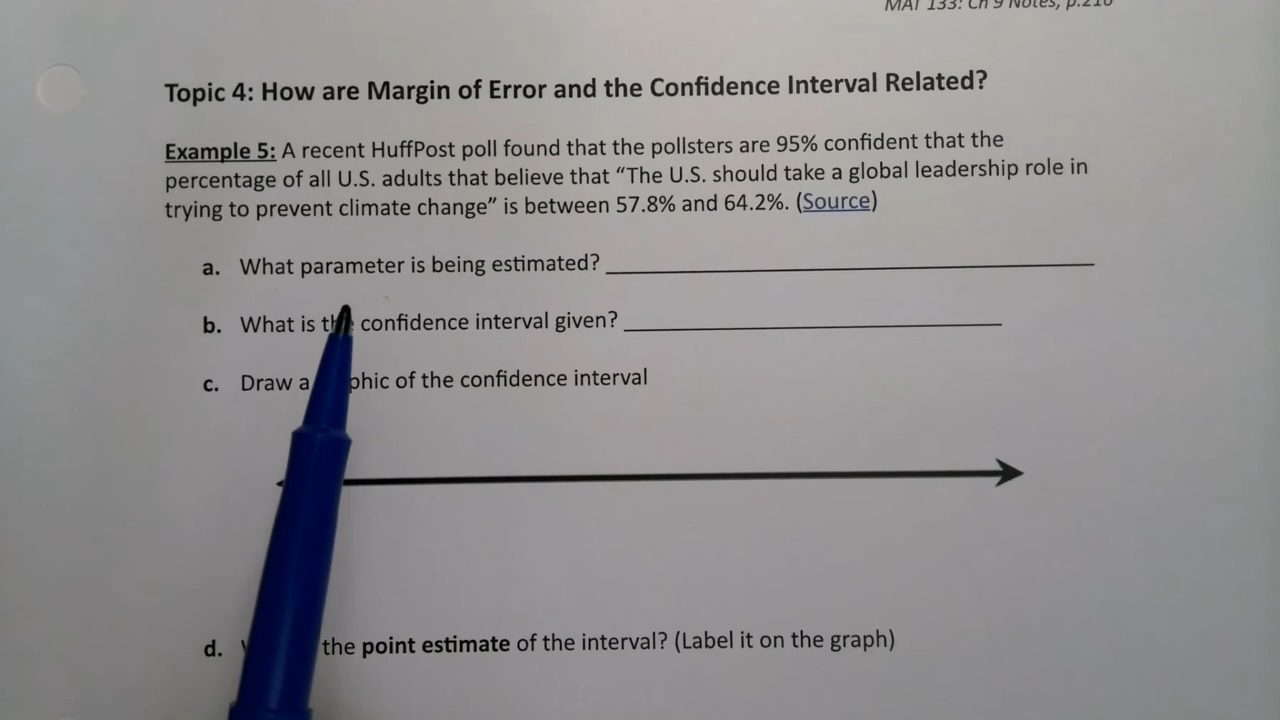 MAT 133: Ch 9 Notes, p.210
Topic 4: How are Margin of Error and the Confidence Interval Related?
Example 5: A recent HuffPost poll found that the pollsters are 95% confident that the
percentage of all U.S. adults that believe that “The U.S. should take a global leadership role in
trying to prevent climate change” is between 57.8% and 64.2%. (Source)
a. What parameter is being estimated?
b. What is confidence interval given?
c. Draw a of the confidence interval
d. the point estimate of the interval? (Label it on the graph)